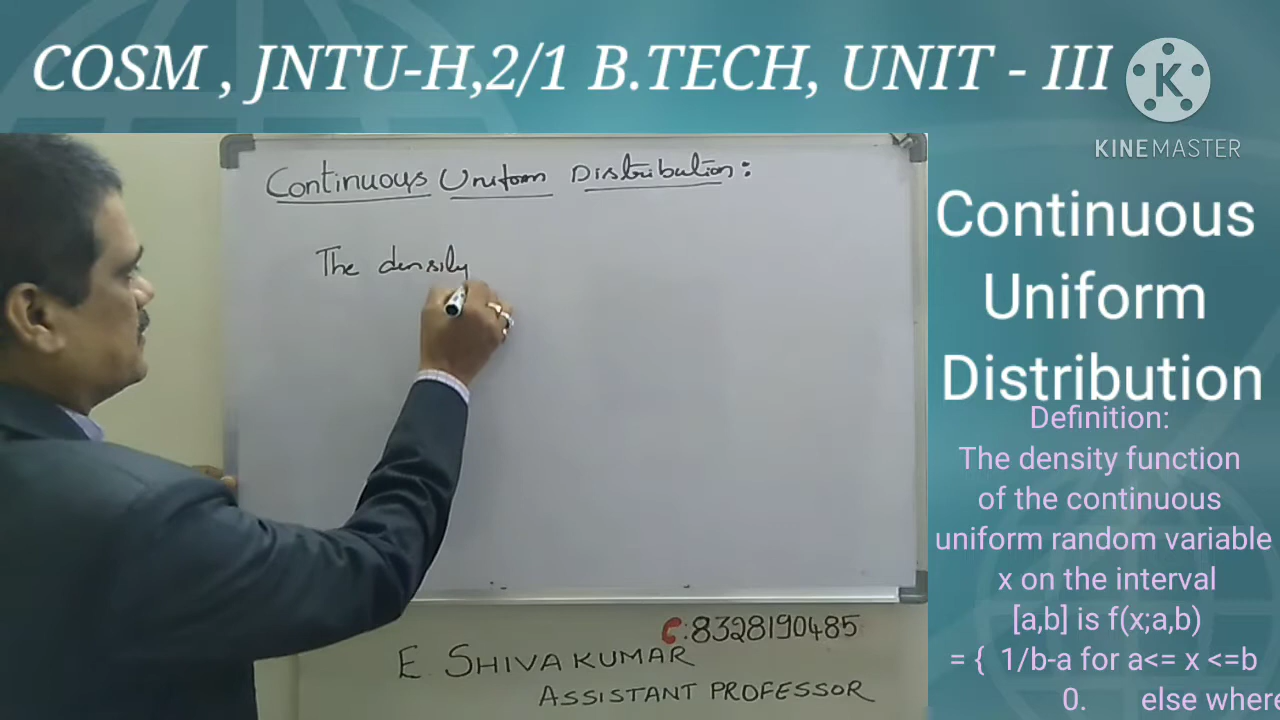 COSM , JNTU-H,2/1 B.TECH, UNIT - III
K
KINEMASTER
Continuous Uniform Distribution:
The density
Continuous
Uniform
Distribution
Definition:
The density function
of the continuous
uniform random variable
x on the interval
[a,b] is f(x;a,b)
= { 1/b-a for a<= x <=b
0. else where
:8328190485
E. SHIVA KUMAR
ASSISTANT PROFESSOR